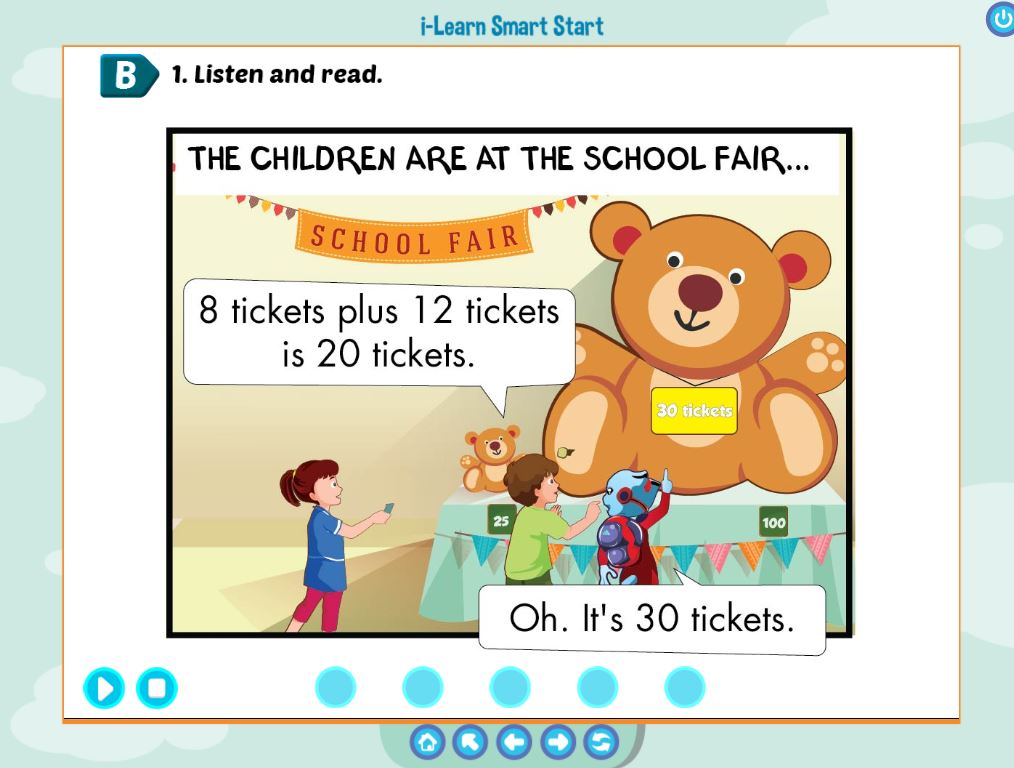 i-Learn Smart Start
B 1. Listen and read.
THE CHILDREN ARE AT THE SCHOOL FAIR...
SCHOOL FAIR
8 tickets plus 12 tickets
is 20 tickets.
30 tickets
25
100
Oh. It's 30 tickets.